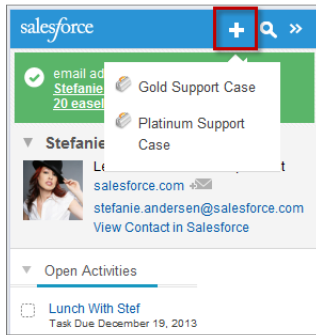 salesforce
email ad
Stefanie
20 easel
Gold Support Case
Platinum Support
Case
Stefanie
Le
t
salesforce.com
stefanie.andersen@salesforce.com
View Contact in Salesforce
Open Activities
Lunch With Stef
Task Due December 19, 2013